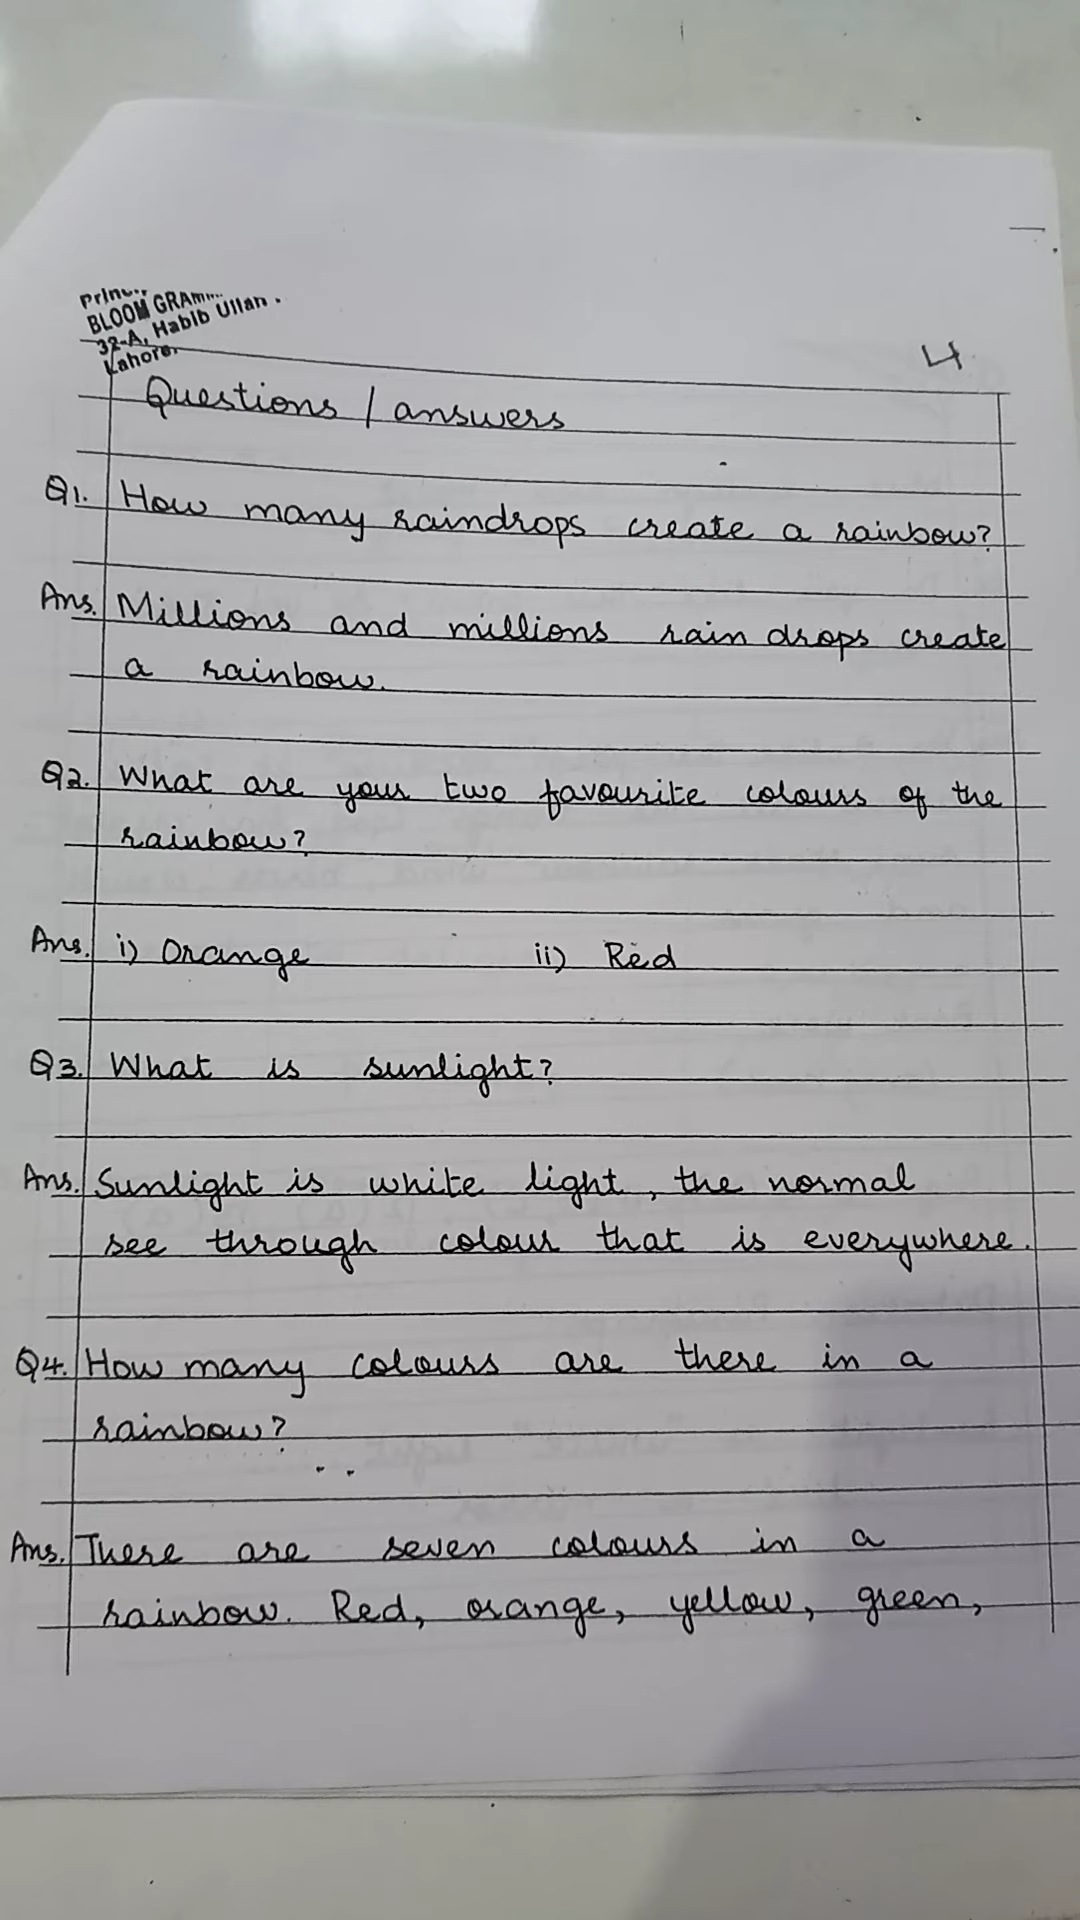 BLOOM
32-A, Habib Ullah
Lahore.
4
Questions / answers
Q1. How many raindrops create a rainbow?
Ans. Millions and millions rain drops create
a rainbow.
Q2. What are your two favourite colours of the
rainbow?
Ans. i) Orange ii) Red
Q3. What is sunlight?
Ans. Sunlight is white light, the normal
see through colour that is everywhere.
Q4. How many colours are there in a
rainbow?
Ans. There are seven colours in a
rainbow. Red, orange, yellow, green,